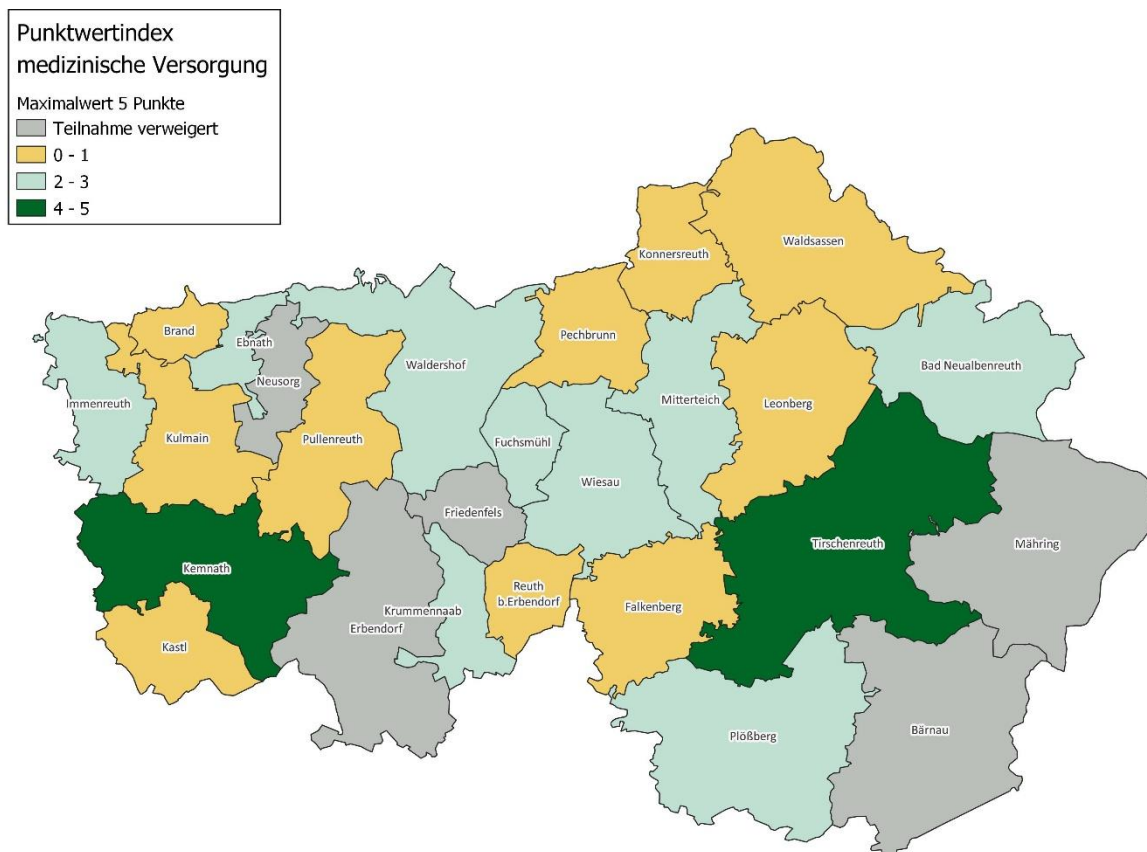 Punktwertindex
medizinische Versorgung
Maximalwert 5 Punkte
Teilnahme verweigert
0 - 1
2 - 3
4 - 5
Waldsassen
Konnersreuth
Brand
Pechbrunn
Ebnath
Waldershof
Bad Neualbenreuth
Neusorg
Immenreuth
Mitterteich
Leonberg
Kulmain
Pullenreuth
Fuchsmühl
Wiesau
Friedenfels
Tirschenreuth
Mähring
Kemnath
Reuth
b.Erbendorf
Falkenberg
Krummennaab
Erbendorf
Kastl
Plößberg
Bärnau